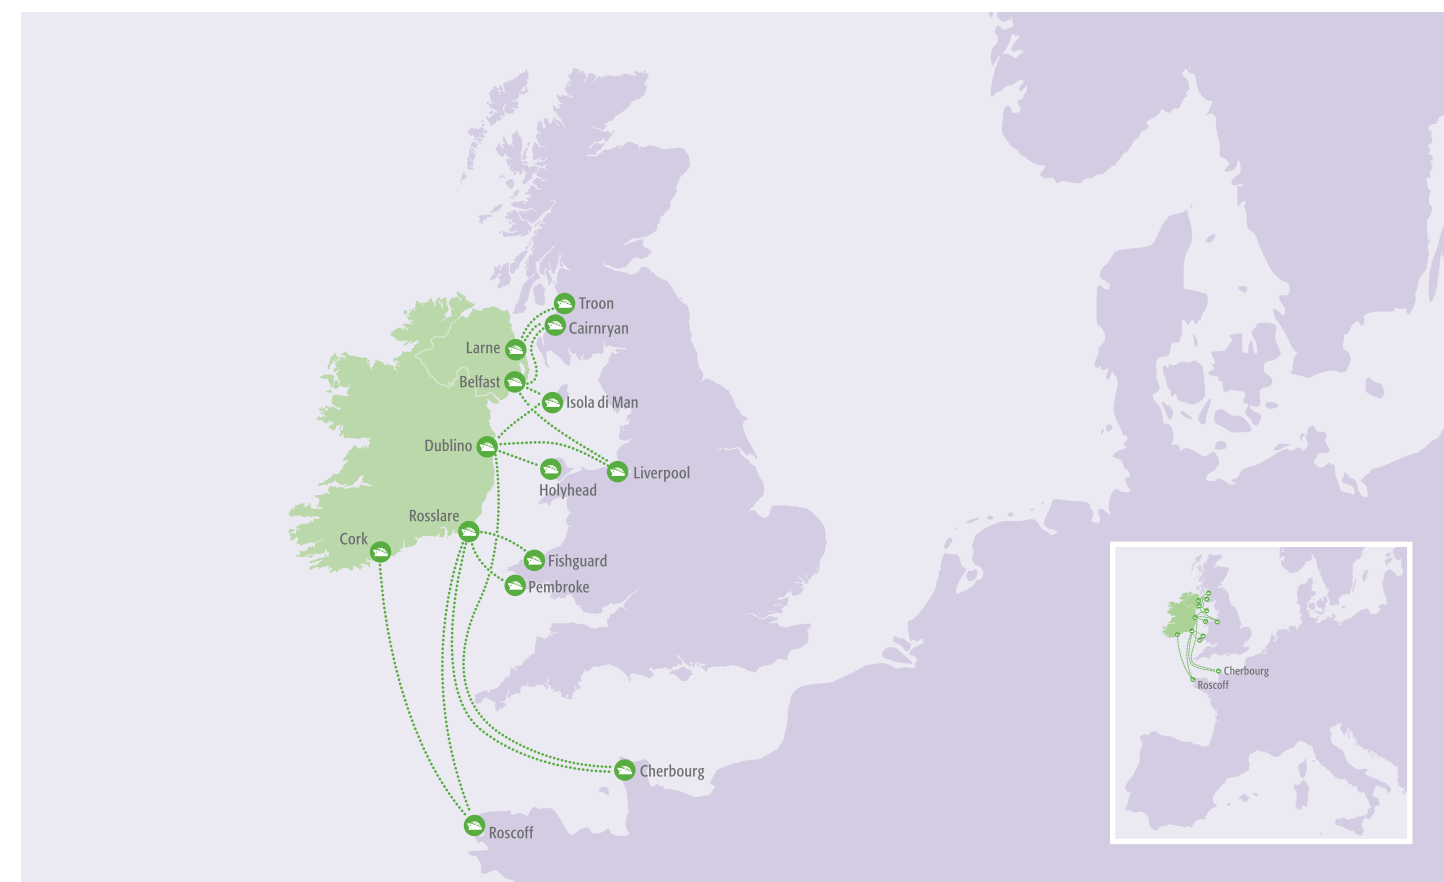 Troon
Cairnryan
Larne
Belfast
Isola di Man
Dublino
Liverpool
Holyhead
Rosslare
Cork
Fishguard
Pembroke
Cherbourg
Roscoff
Cherbourg
Roscoff